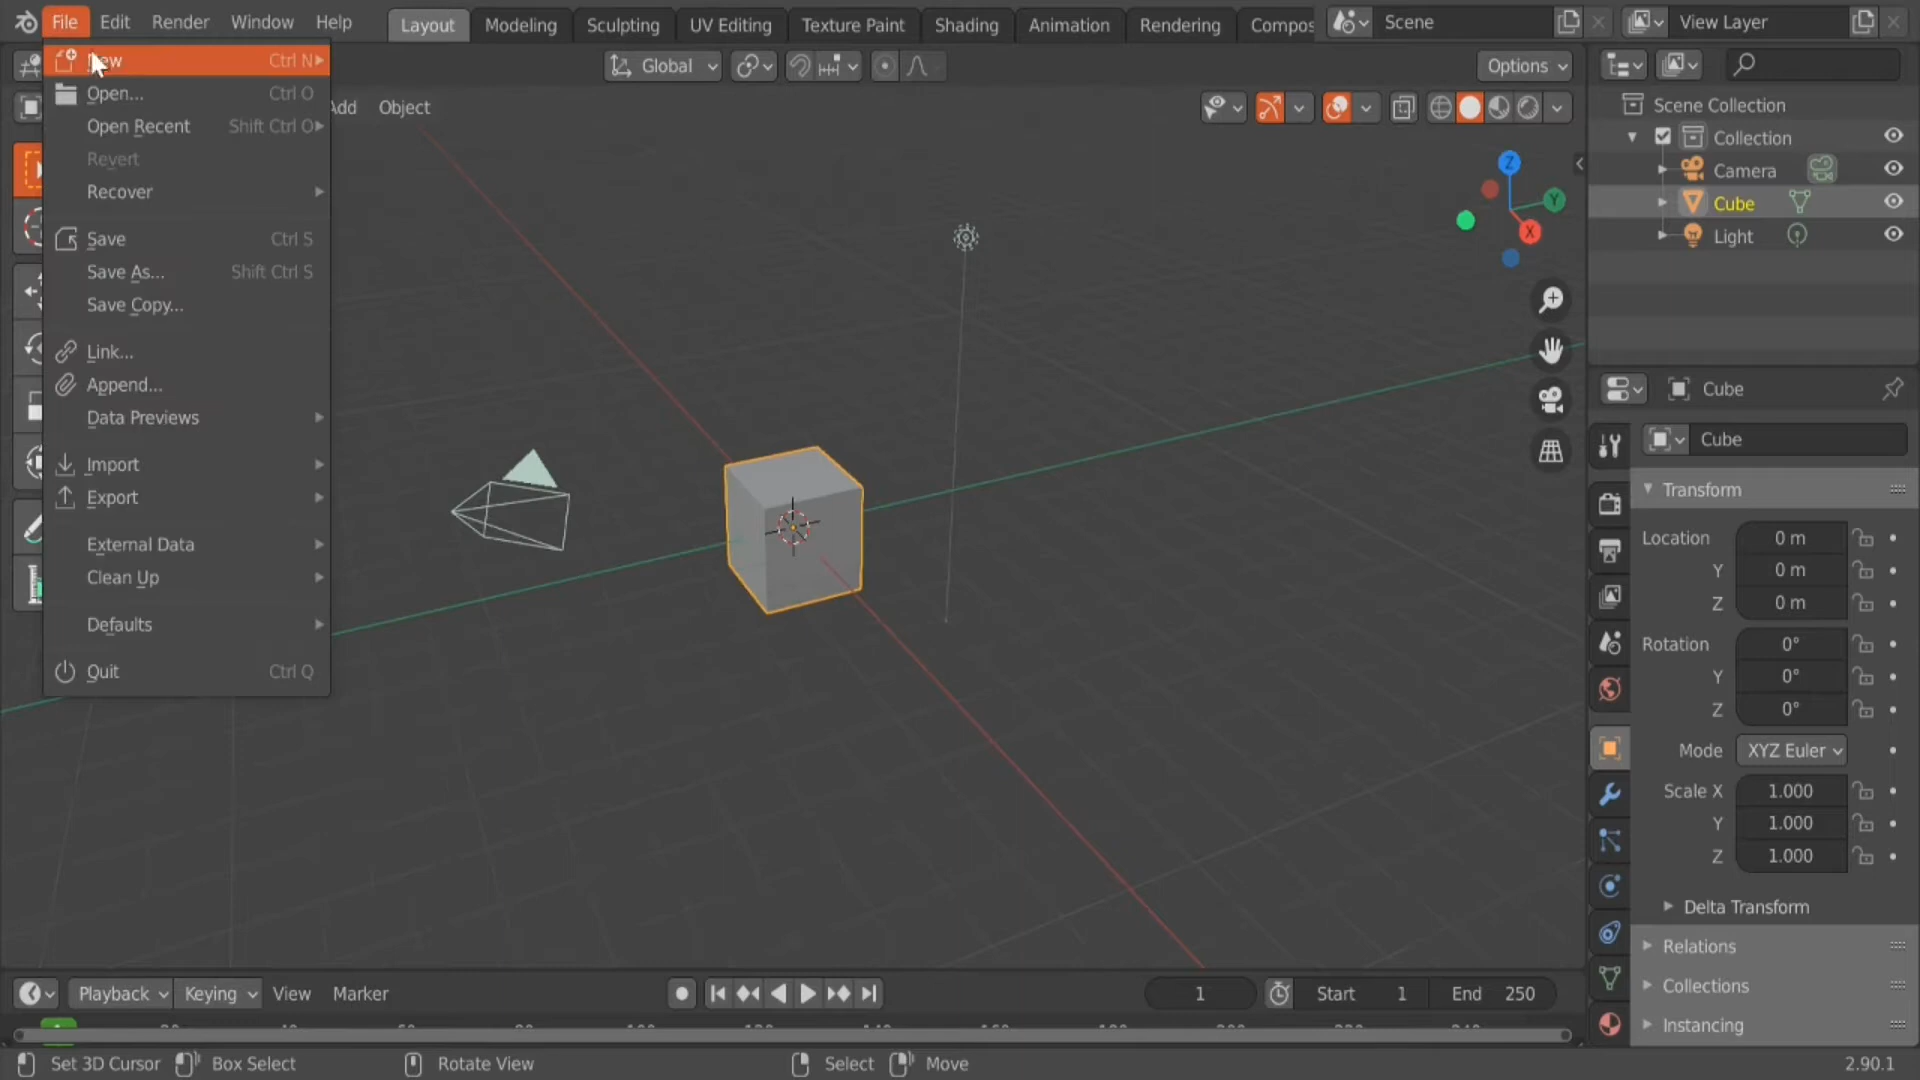 File Edit Render Window Help Layout Modeling Sculpting UV Editing Texture Paint Shading Animation Rendering Compos Scene View Layer
Global Options
Add Object
New Ctrl N
Open... Ctrl O
Open Recent Shift Ctrl O
Revert
Recover
Save Ctrl S
Save As... Shift Ctrl S
Save Copy...
Link...
Append...
Data Previews
Import
Export
External Data
Clean Up
Defaults
Quit Ctrl Q
Z
Y
X
Scene Collection
Collection
Camera
Cube
Light
Cube
Cube
Transform
Location 0 m
Y 0 m
Z 0 m
Rotation 0°
Y 0°
Z 0°
Mode XYZ Euler
Scale X 1.000
Y 1.000
Z 1.000
Delta Transform
Relations
Collections
Instancing
Playback Keying View Marker 1 Start 1 End 250
Set 3D Cursor Box Select Rotate View Select Move 2.90.1